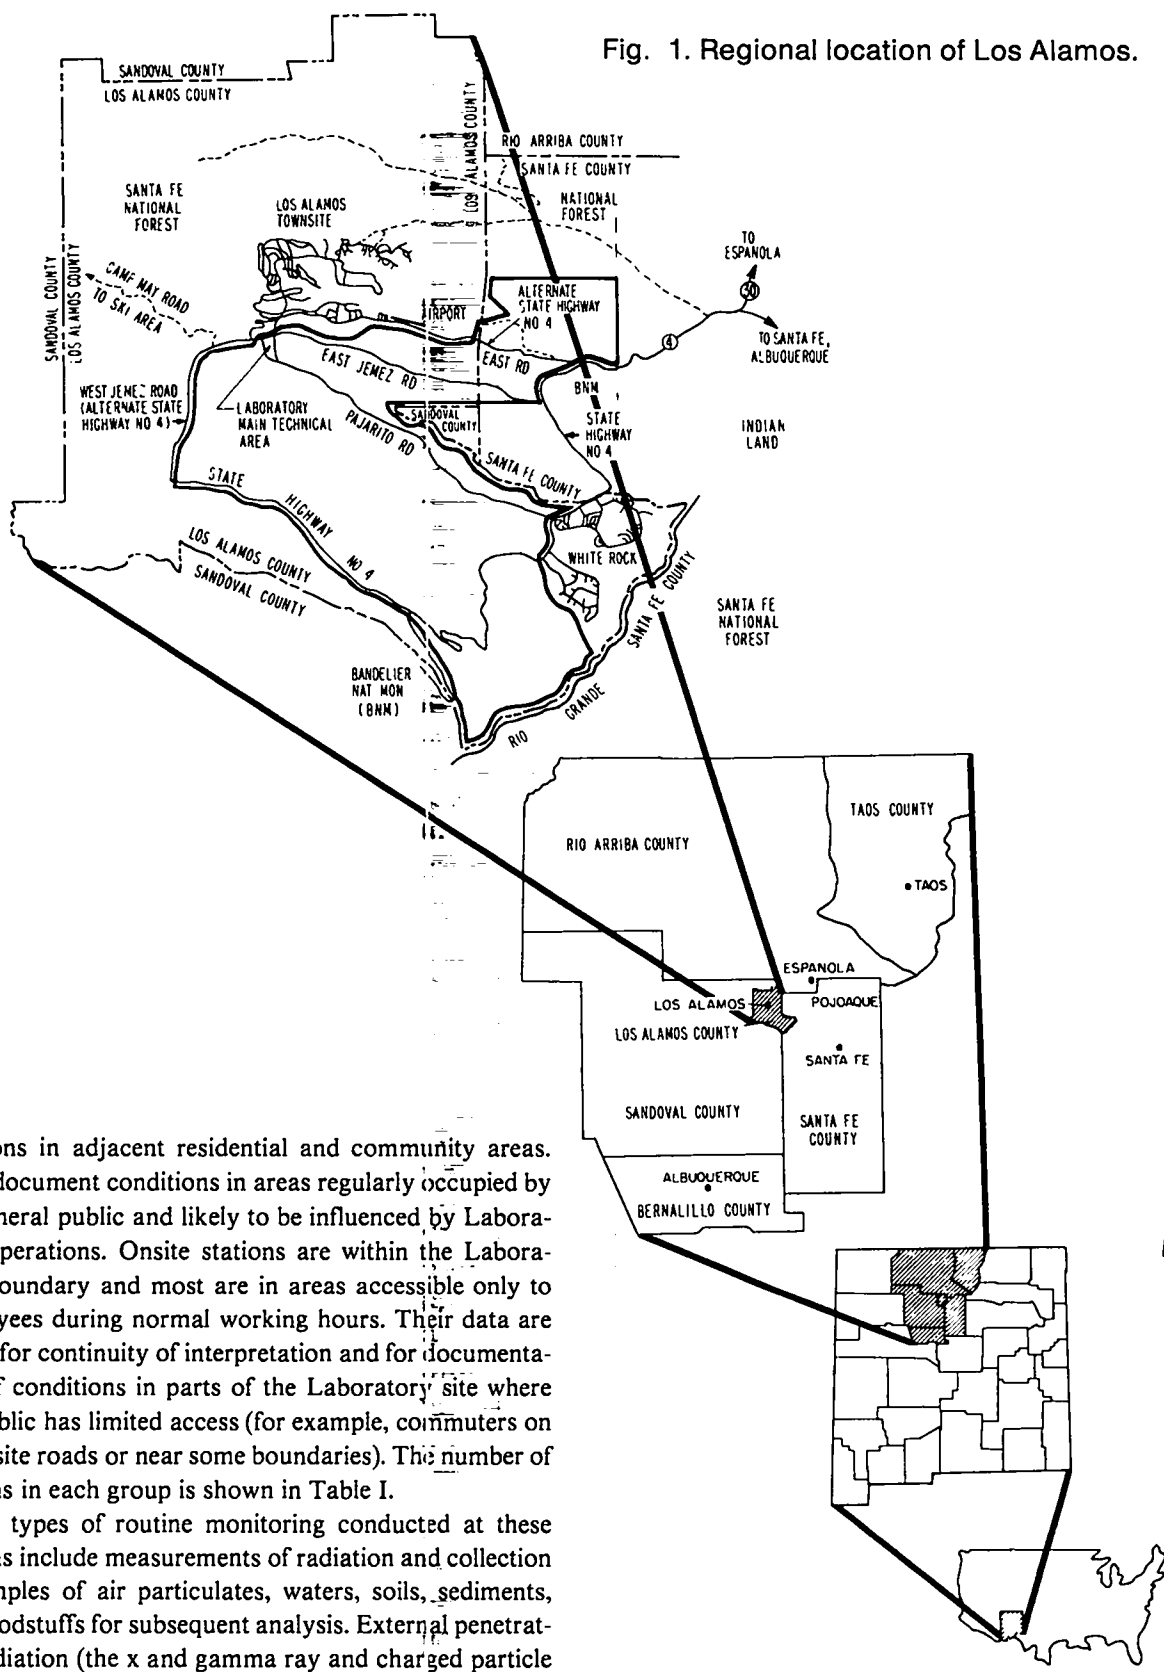 Fig. 1. Regional location of Los Alamos.
SANDOVAL COUNTY
LOS ALAMOS COUNTY
LOS ALAMOS COUNTY
RIO ARRIBA COUNTY
SANTA FE COUNTY
SANTA FE
NATIONAL
FOREST
LOS ALAMOS
TOWNSITE
NATIONAL
FOREST
TO
ESPANOLA
30
SANDOVAL COUNTY
LOS ALAMOS COUNTY
CAMP MAY ROAD
TO SKI AREA
IRPORT
ALTERNATE
STATE HIGHWAY
NO 4
4
TO SANTA FE,
ALBUQUERQUE
EAST JEMEZ RD
EAST RD
BNM
WEST JEMEZ ROAD
(ALTERNATE STATE
HIGHWAY NO 4)
LABORATORY
MAIN TECHNICAL
AREA
PAJARITO RD
SANDOVAL
COUNTY
STATE
HIGHWAY
NO 4
INDIAN
LAND
SANTA FE COUNTY
STATE
HIGHWAY
NO 4
LOS ALAMOS COUNTY
SANDOVAL COUNTY
WHITE ROCK
SANTA FE COUNTY
SANTA FE
NATIONAL
FOREST
BANDELIER
NAT MON
(BNM)
RIO
GRANDE
TAOS COUNTY
RIO ARRIBA COUNTY
TAOS
ESPANOLA
LOS ALAMOS
POJOAQUE
LOS ALAMOS COUNTY
SANTA FE
SANDOVAL COUNTY
SANTA FE
COUNTY
ALBUQUERQUE
BERNALILLO COUNTY
ons in adjacent residential and community areas.
document conditions in areas regularly occupied by
neral public and likely to be influenced by Labora-
perations. Onsite stations are within the Labora-
oundary and most are in areas accessible only to
yees during normal working hours. Their data are
for continuity of interpretation and for documenta-
f conditions in parts of the Laboratory site where
blic has limited access (for example, commuters on
site roads or near some boundaries). The number of
ns in each group is shown in Table I.
types of routine monitoring conducted at these
s include measurements of radiation and collection
mples of air particulates, waters, soils, sediments,
odstuffs for subsequent analysis. External penetrat-
diation (the x and gamma ray and charged particle